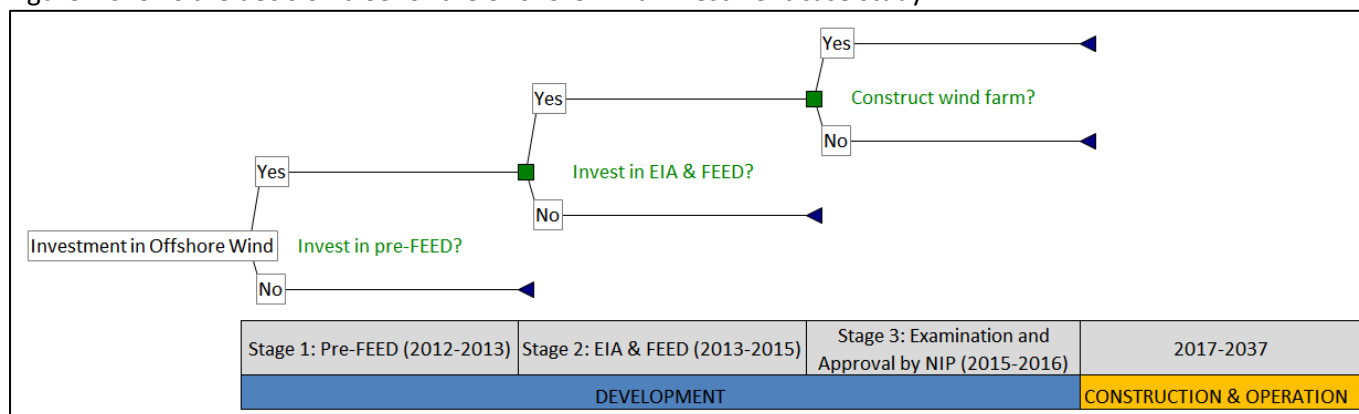 Yes
Construct wind farm?
Yes
No
Yes
Invest in EIA & FEED?
No
Investment in Offshore Wind
Invest in pre-FEED?
No
Stage 1: Pre-FEED (2012-2013)
Stage 2: EIA & FEED (2013-2015)
Stage 3: Examination and
Approval by NIP (2015-2016)
2017-2037
DEVELOPMENT
CONSTRUCTION & OPERATION